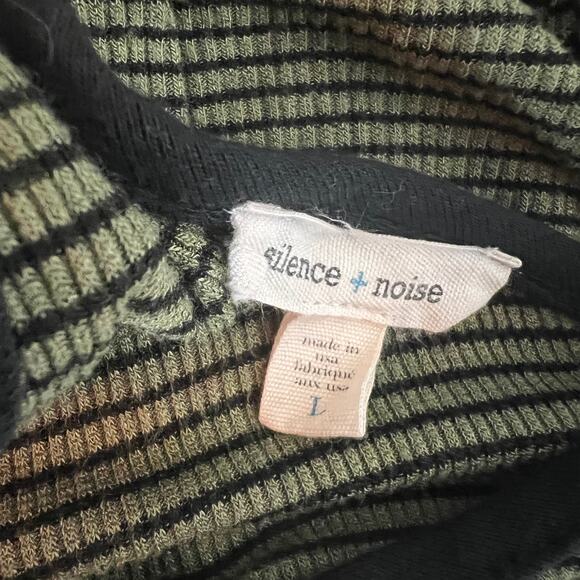 silence + noise
made in
usa
fabriqué
aux usa
L